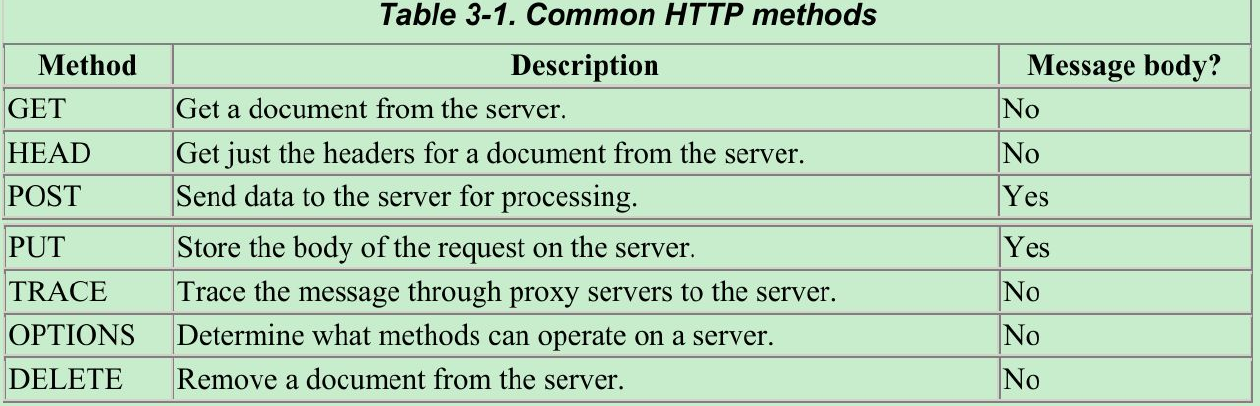 Table 3-1. Common HTTP methods
Method Description Message body?
GET Get a document from the server. No
HEAD Get just the headers for a document from the server. No
POST Send data to the server for processing. Yes
PUT Store the body of the request on the server. Yes
TRACE Trace the message through proxy servers to the server. No
OPTIONS Determine what methods can operate on a server. No
DELETE Remove a document from the server. No